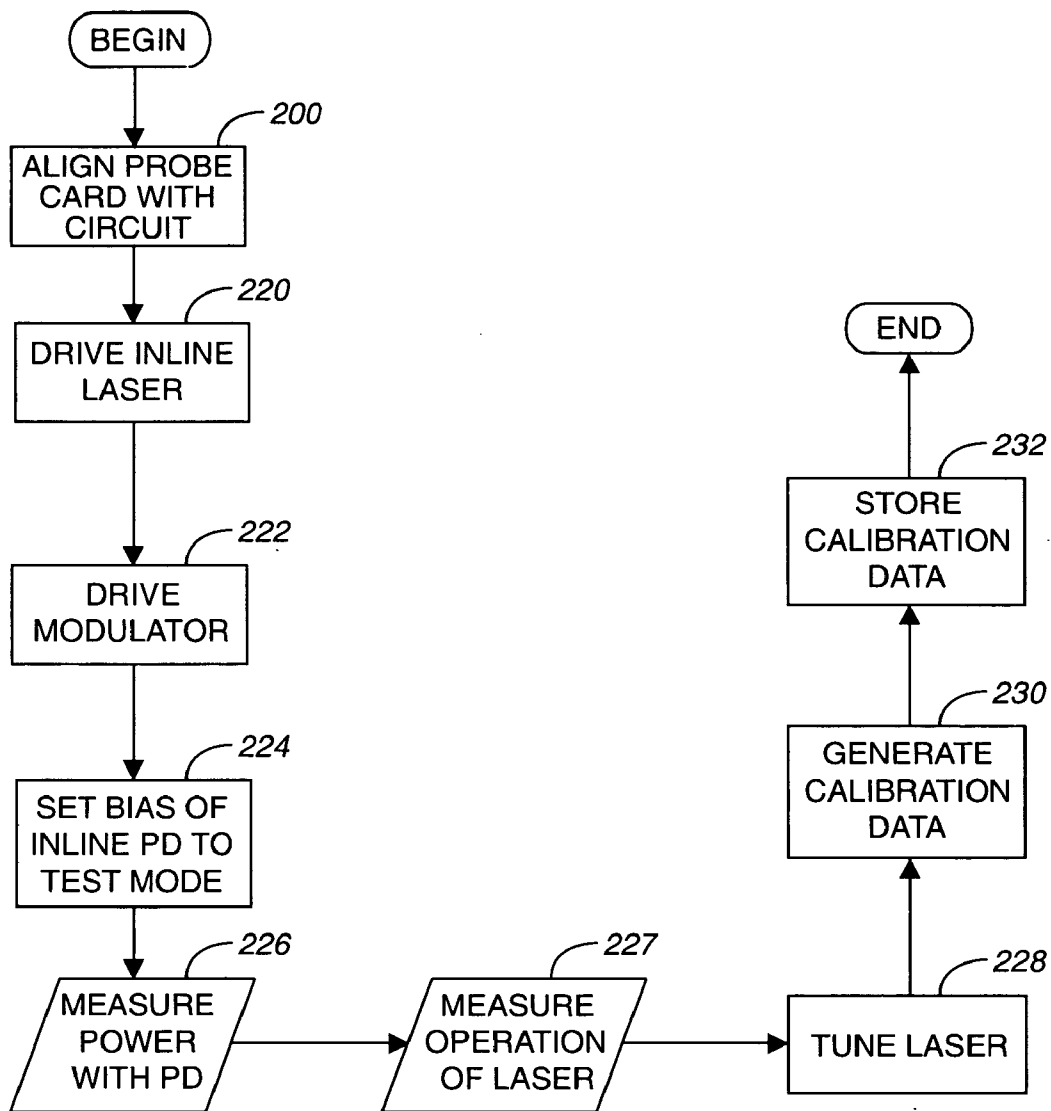 BEGIN
200
ALIGN PROBE
CARD WITH
CIRCUIT
220
DRIVE INLINE
LASER
222
DRIVE
MODULATOR
224
SET BIAS OF
INLINE PD TO
TEST MODE
226
MEASURE
POWER
WITH PD
227
MEASURE
OPERATION
OF LASER
228
TUNE LASER
230
GENERATE
CALIBRATION
DATA
232
STORE
CALIBRATION
DATA
END